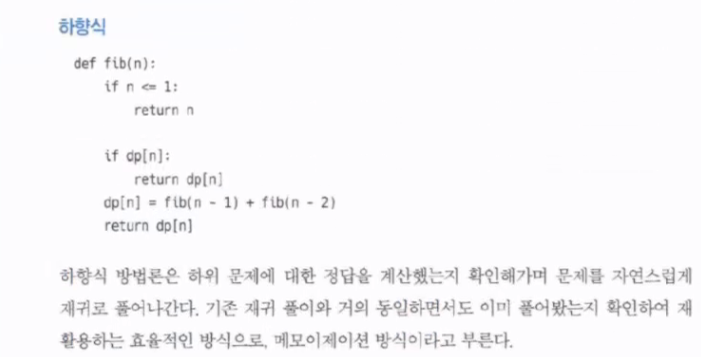 하향식
def fib(n):
if n <= 1:
return n
if dp[n]:
return dp[n]
dp[n] = fib(n - 1) + fib(n - 2)
return dp[n]
하향식 방법론은 하위 문제에 대한 정답을 계산했는지 확인해가며 문제를 자연스럽게
재귀로 풀어나간다. 기존 재귀 풀이와 거의 동일하면서도 이미 풀어봤는지 확인하여 재
활용하는 효율적인 방식으로, 메모이제이션 방식이라고 부른다.